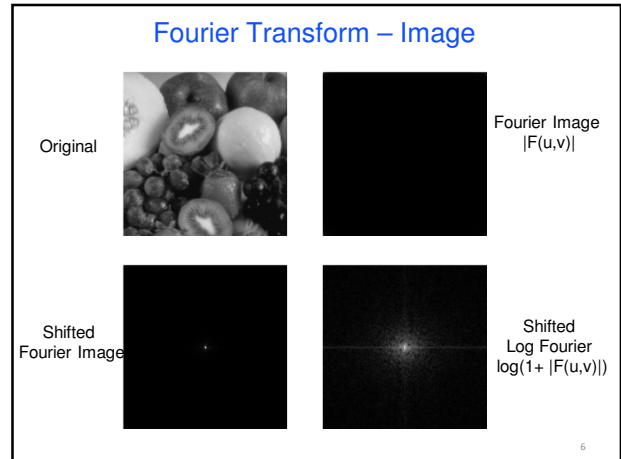 Fourier Transform – Image
Original
Fourier Image
|F(u,v)|
Shifted
Fourier Image
Shifted
Log Fourier
log(1+ |F(u,v)|)
6